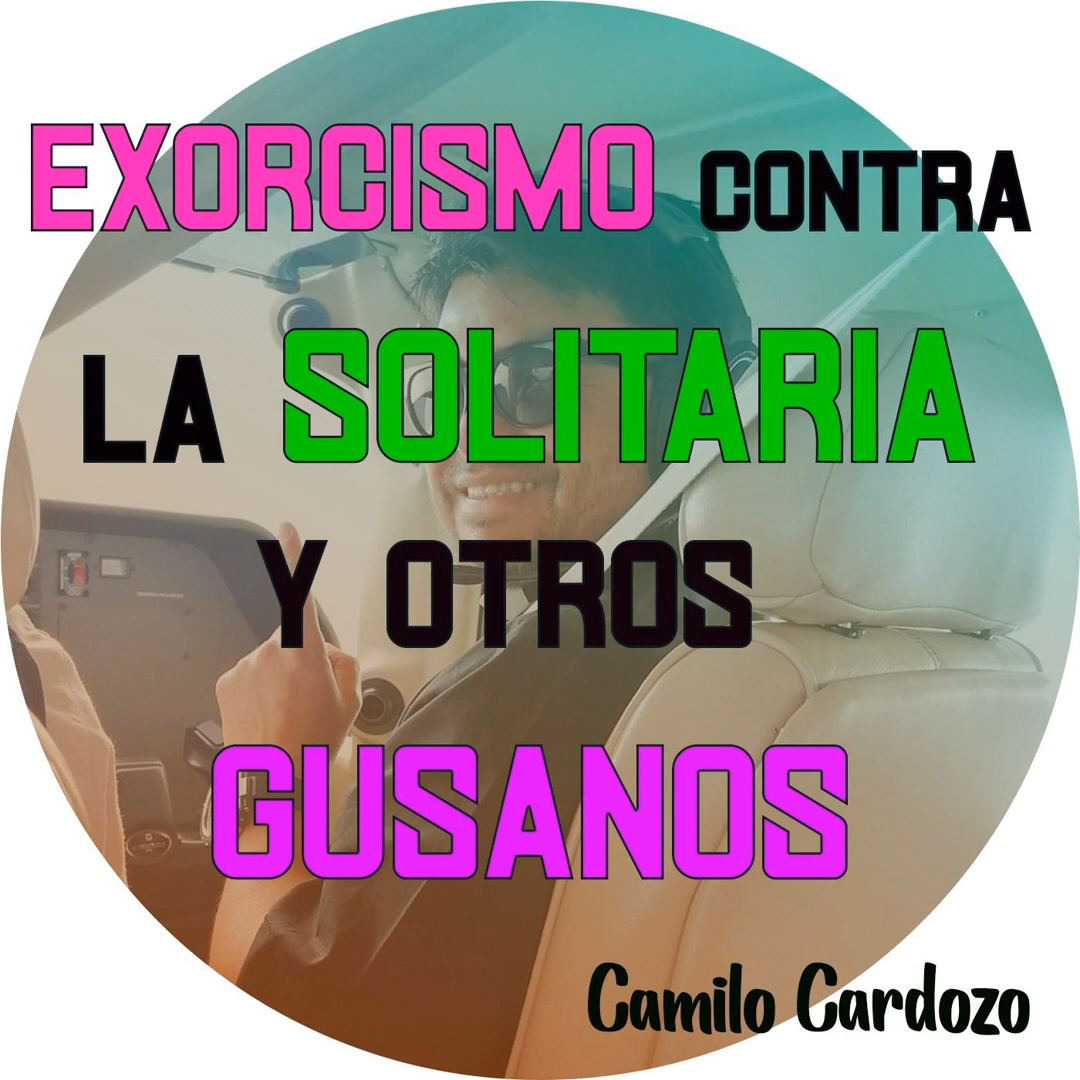 EXORCISMO CONTRA
LA SOLITARIA
Y OTROS
GUSANOS
Camilo Cardozo